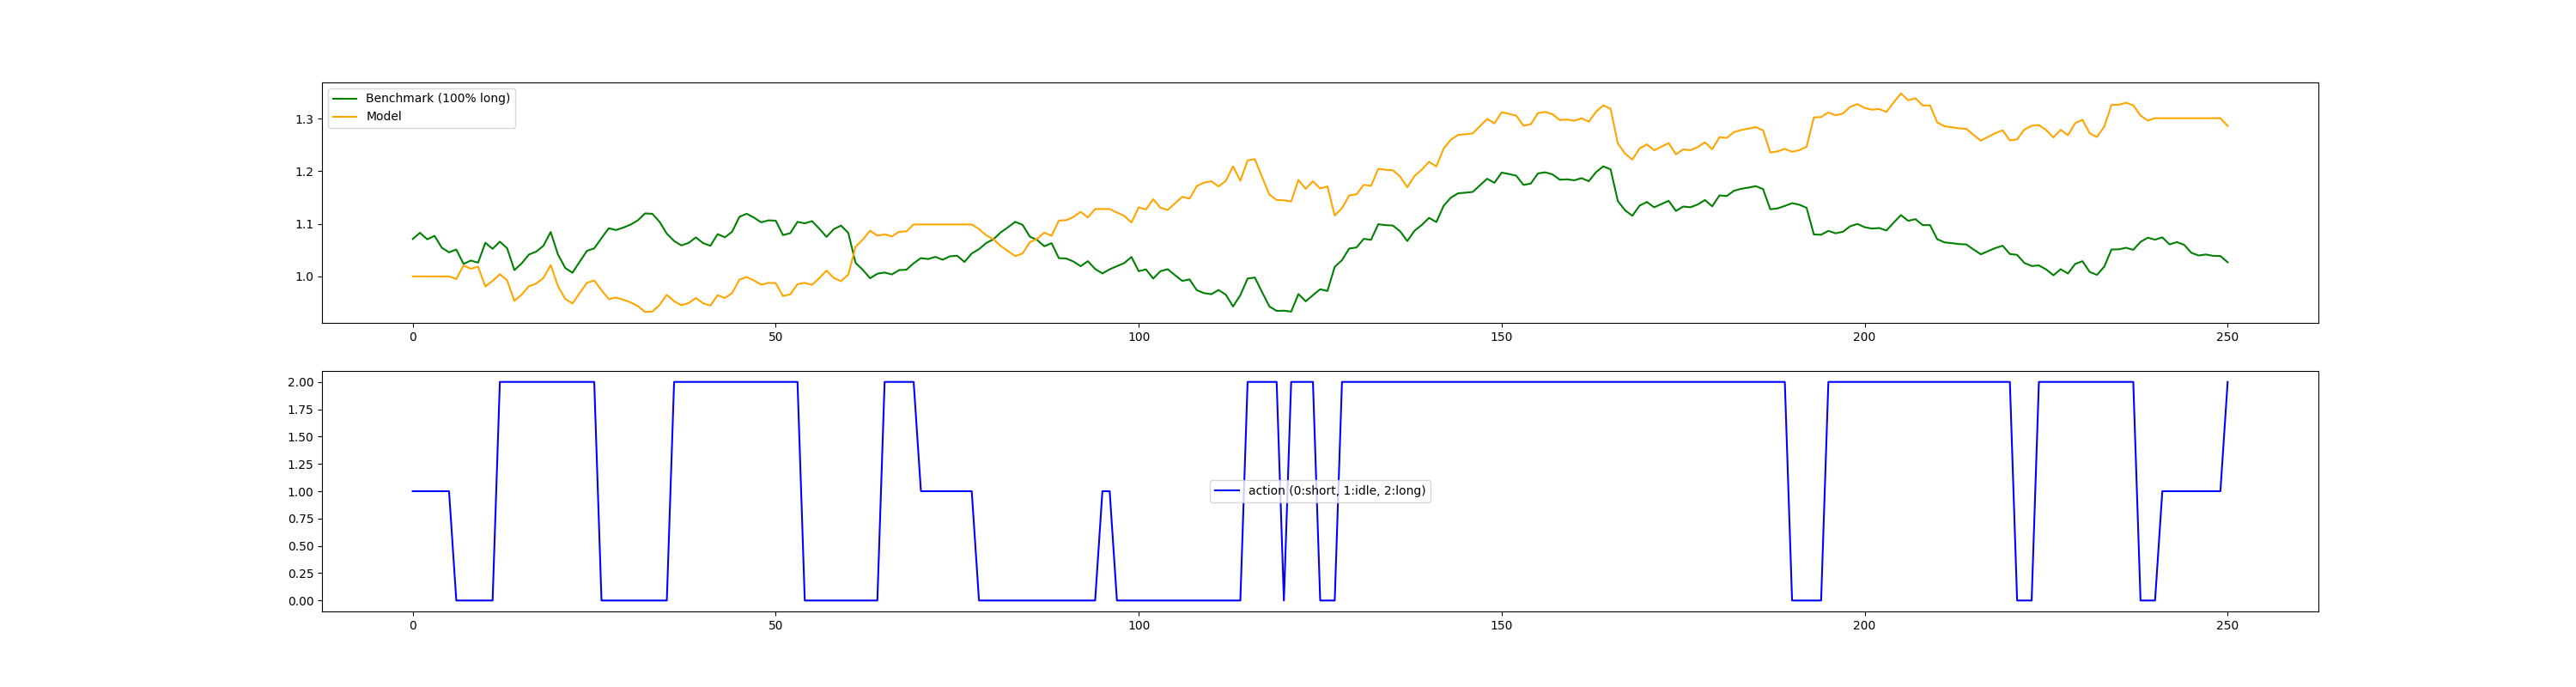 Benchmark (100% long)
Model
1.3
1.2
1.1
1.0
0 50 100 150 200 250
2.00
1.75
1.50
1.25
1.00
0.75
0.50
0.25
0.00
action (0:short, 1:idle, 2:long)
0 50 100 150 200 250